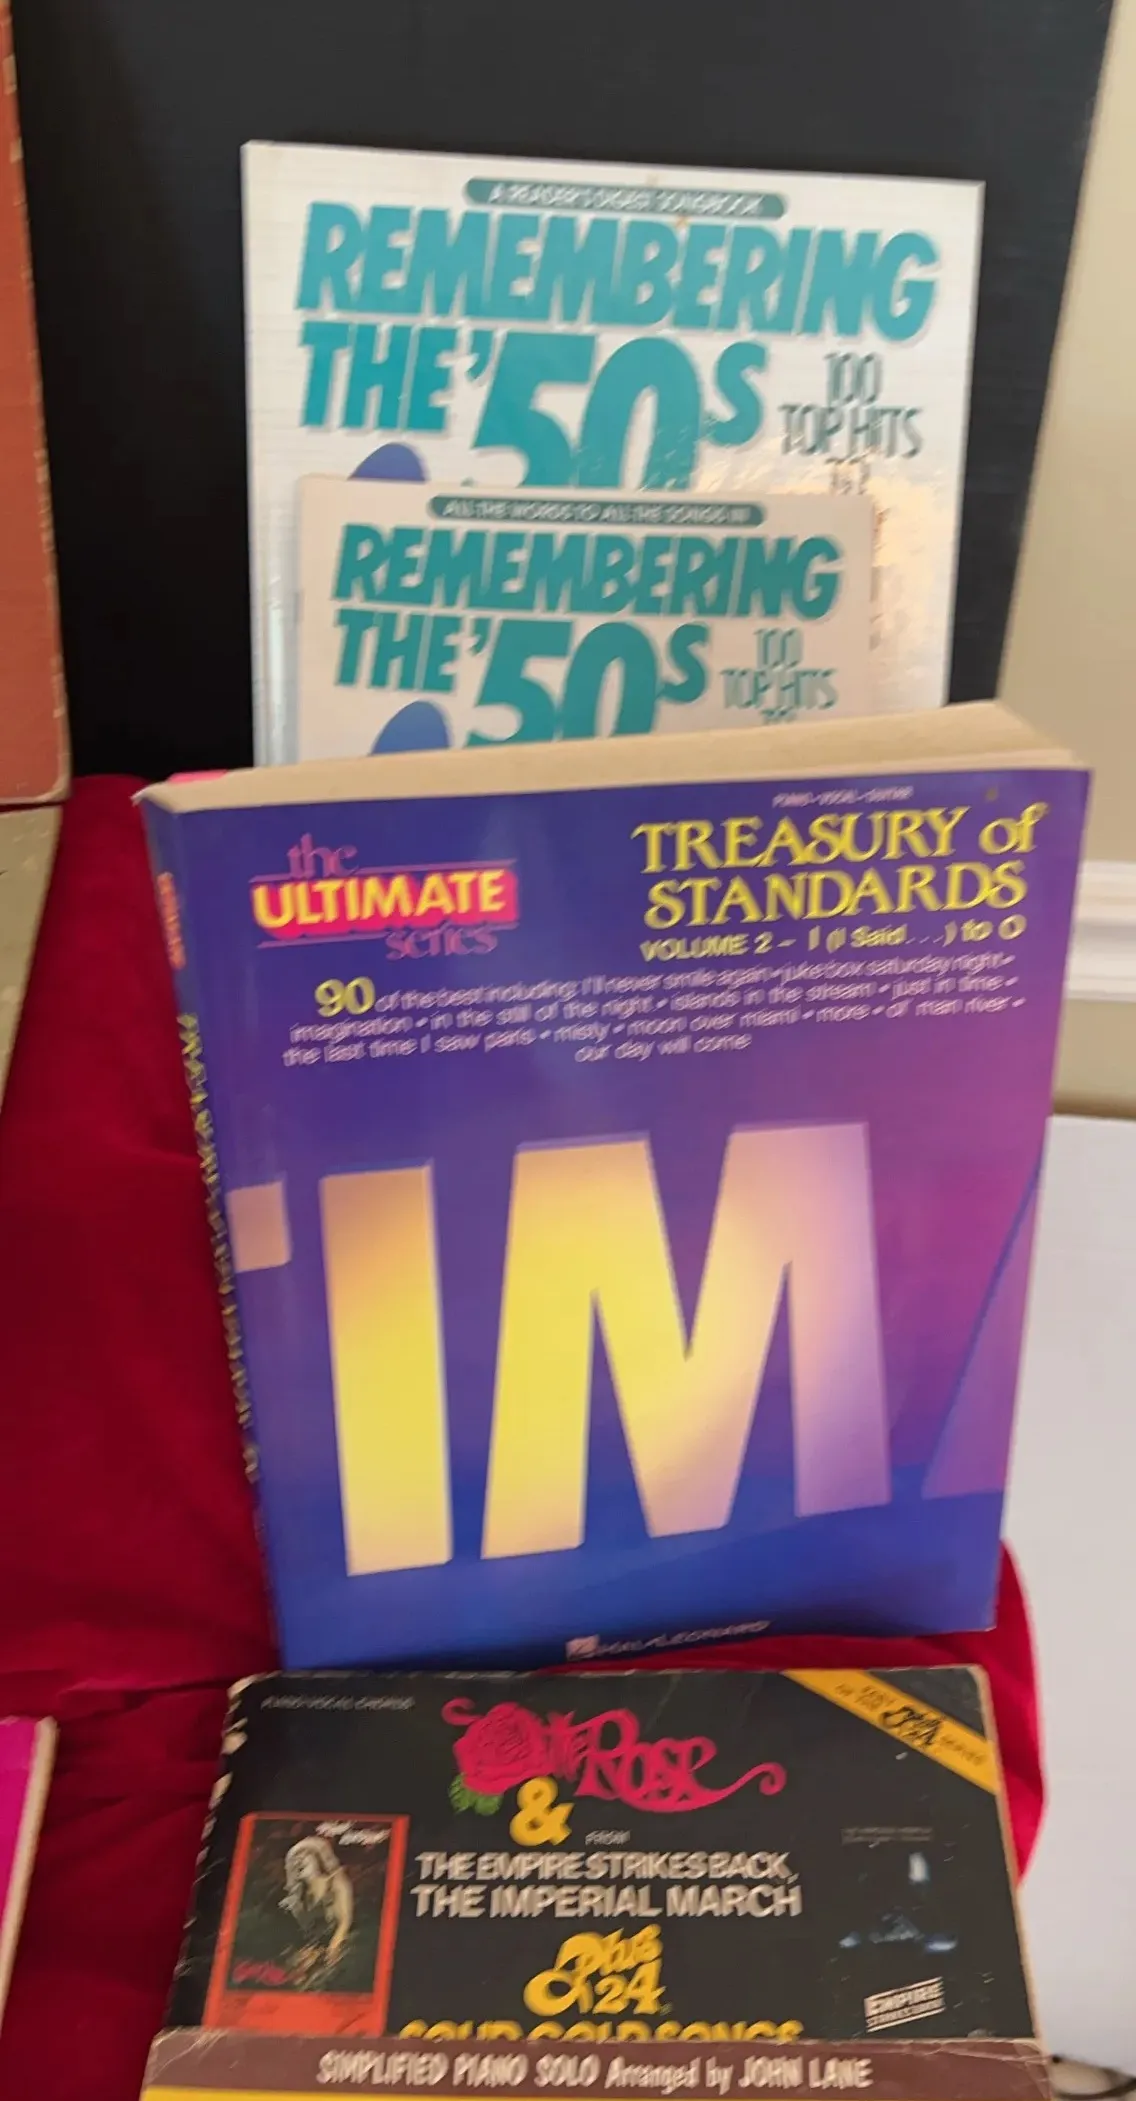 A READER'S DIGEST SONGBOOK
REMEMBERING
THE '50s
100
TOP HITS
ALL THE WORDS TO ALL THE SONGS IN
REMEMBERING
THE '50s
100
TOP HITS
PIANO • VOCAL • GUITAR
the
ULTIMATE
series
TREASURY of
STANDARDS
VOLUME 2 - I (I Said...) to O
90 of the best including: I'll never smile again • juke box saturday night •
imagination • in the still of the night • islands in the stream • just in time •
the last time I saw paris • misty • moon over miami • more • ol' man river •
our day will come
'IM
HAL•LEONARD
PIANO VOCAL CHORDS
THE ROSE
&
FROM
THE EMPIRE STRIKES BACK,
THE IMPERIAL MARCH
Plus
24
SOLID GOLD SONGS
EMPIRE
SIMPLIFIED PIANO SOLO Arranged by JOHN LANE